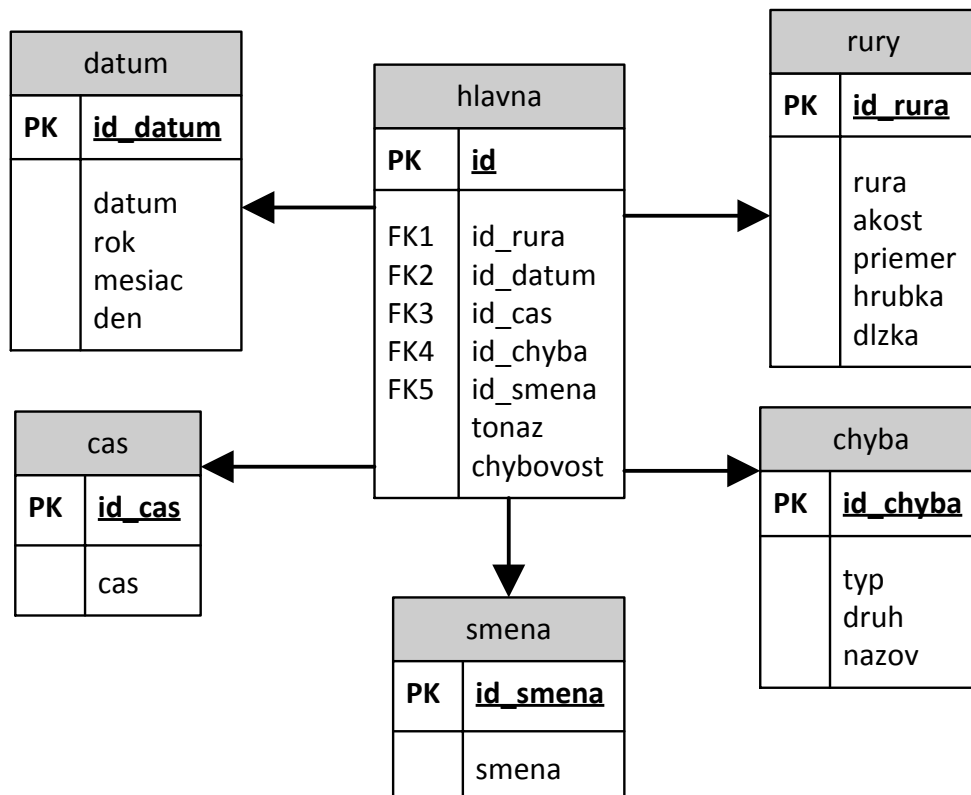 datum
PK id_datum
datum
rok
mesiac
den
hlavna
PK id
FK1 id_rura
FK2 id_datum
FK3 id_cas
FK4 id_chyba
FK5 id_smena
tonaz
chybovost
rury
PK id_rura
rura
akost
priemer
hrubka
dlzka
cas
PK id_cas
cas
smena
PK id_smena
smena
chyba
PK id_chyba
typ
druh
nazov